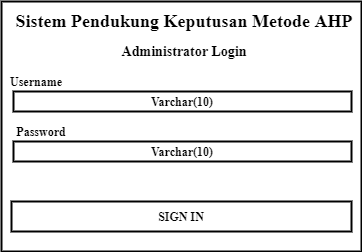 Sistem Pendukung Keputusan Metode AHP
Administrator Login
Username
Varchar(10)
Password
Varchar(10)
SIGN IN